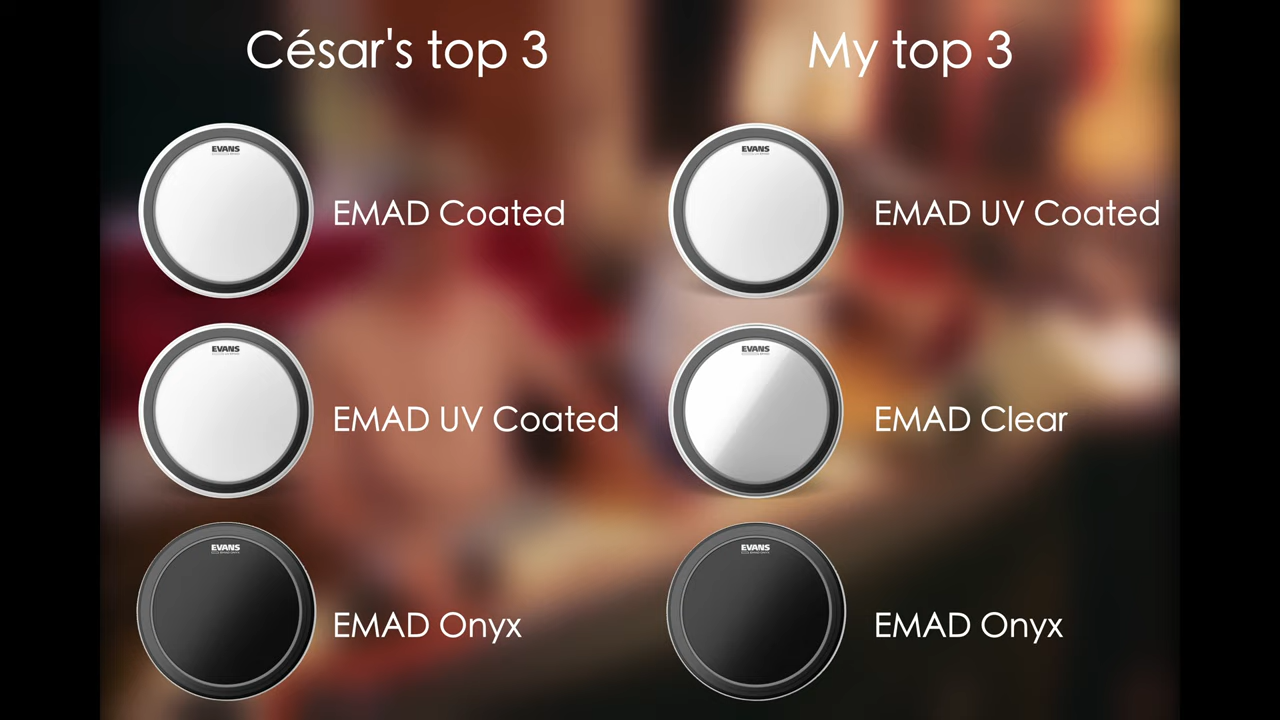 César's top 3
EVANS
EMAD Coated
EVANS
EMAD UV Coated
EVANS
EMAD Onyx
My top 3
EVANS
EMAD UV Coated
EVANS
EMAD Clear
EVANS
EMAD Onyx